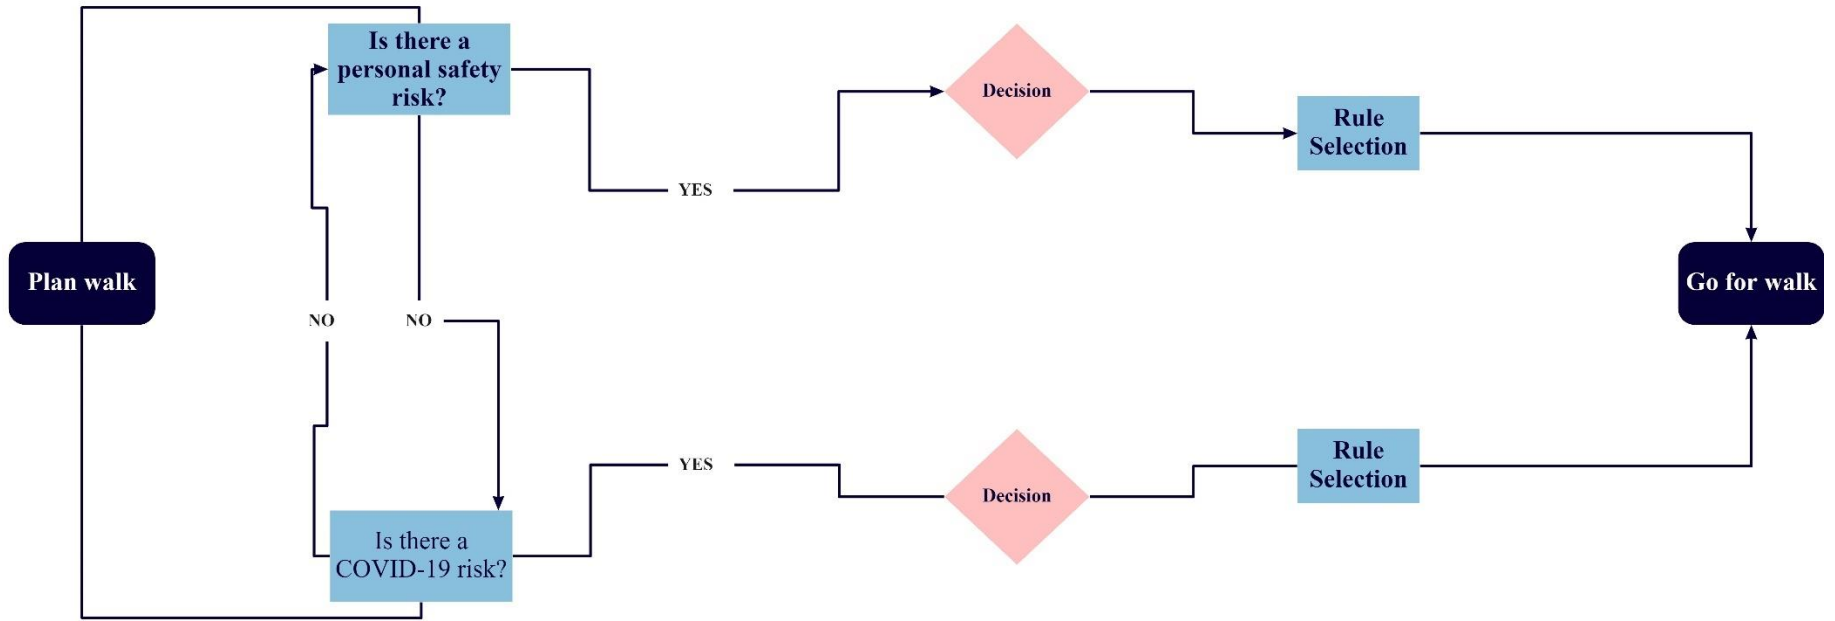 Is there a
personal safety
risk?
Decision
Rule
Selection
YES
Plan walk
Go for walk
NO
NO
YES
Rule
Selection
Decision
Is there a
COVID-19 risk?